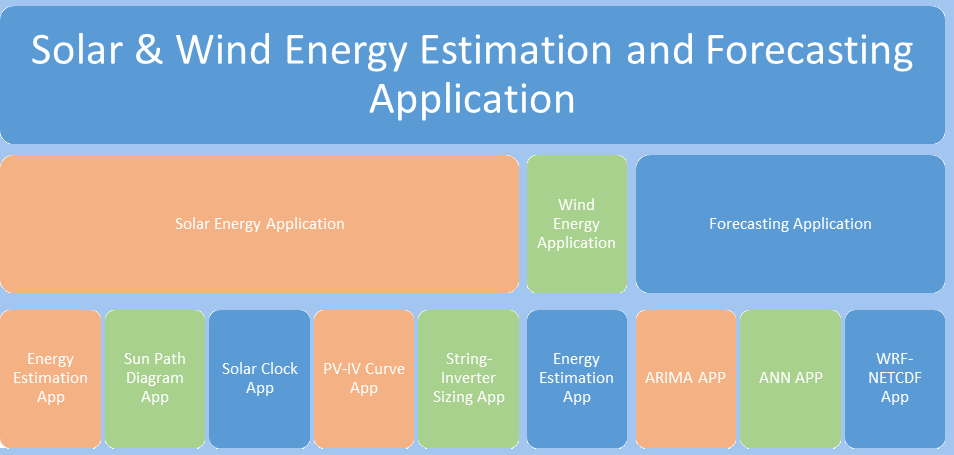 Solar & Wind Energy Estimation and Forecasting
Application
Solar Energy Application
Wind
Energy
Application
Forecasting Application
Energy
Estimation
App
Sun Path
Diagram
App
Solar Clock
App
PV-IV Curve
App
String-
Inverter
Sizing App
Energy
Estimation
App
ARIMA APP
ANN APP
WRF-
NETCDF
App